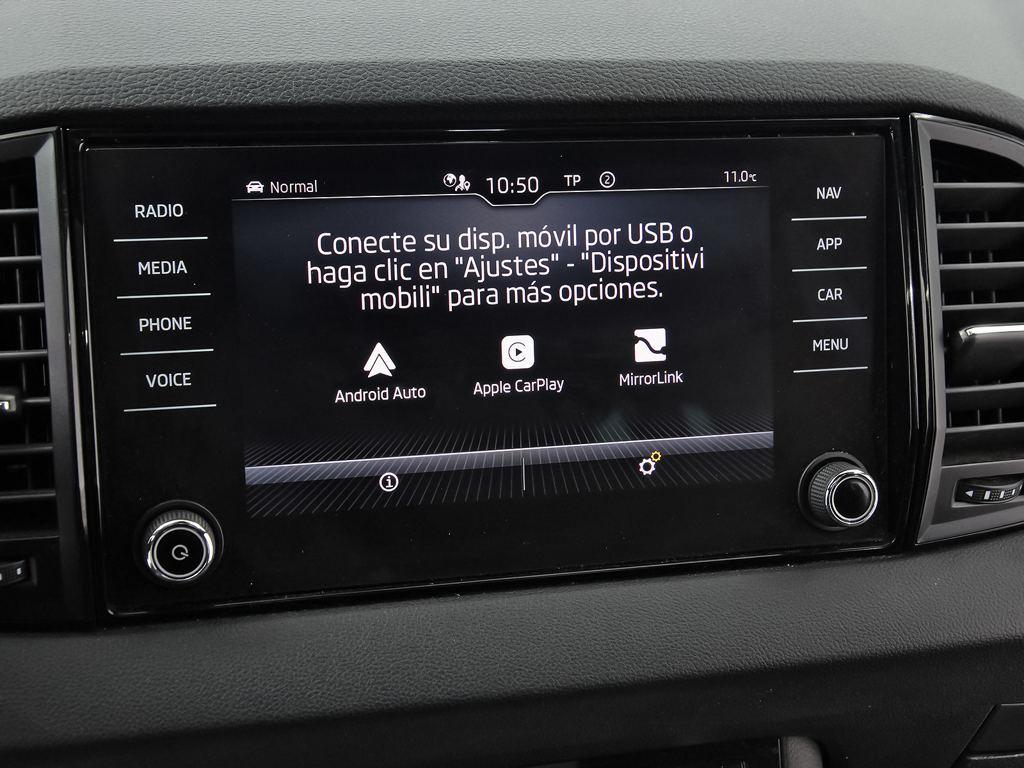 Normal
10:50
TP
2
11.0°C
RADIO
MEDIA
PHONE
VOICE
Conecte su disp. móvil por USB o
haga clic en "Ajustes" - "Dispositivi
mobili" para más opciones.
Android Auto
Apple CarPlay
MirrorLink
NAV
APP
CAR
MENU